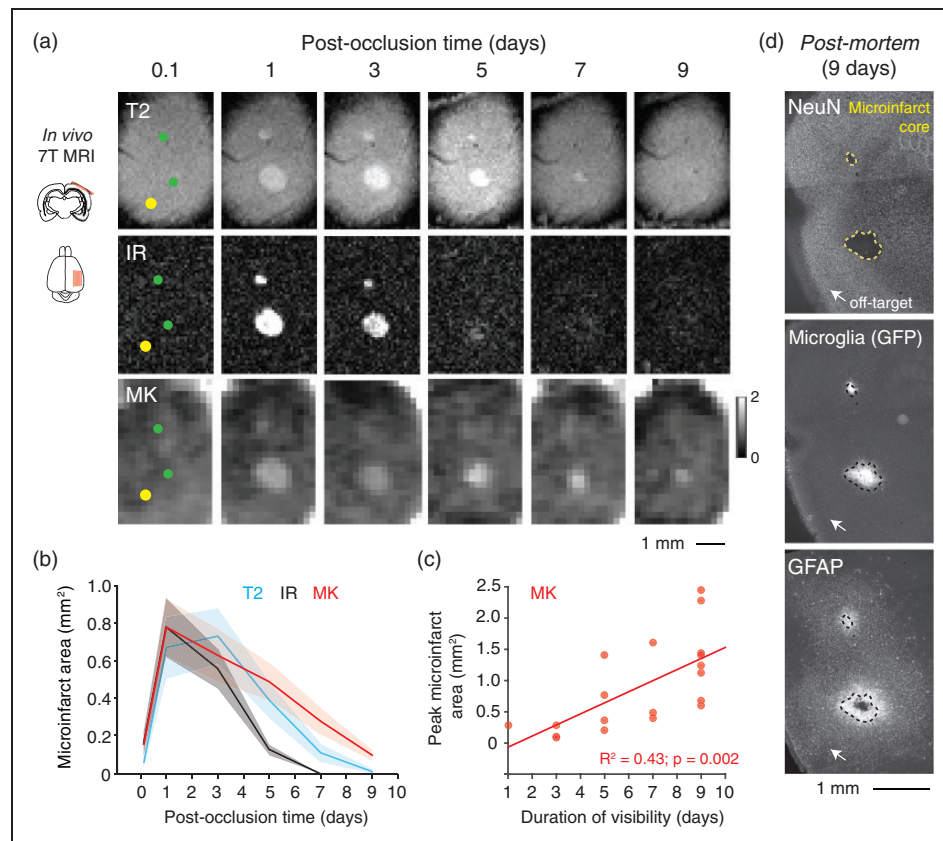 (a)
Post-occlusion time (days)
0.1 1 3 5 7 9
In vivo
7T MRI
T2
IR
MK
2
0
1 mm
(b)
T2 IR MK
Microinfarct area (mm²)
1.0
0.8
0.6
0.4
0.2
0
0 1 2 3 4 5 6 7 8 9 10
Post-occlusion time (days)
(c)
MK
Peak microinfarct
area (mm²)
2.5
2.0
1.5
1.0
0.5
0
R² = 0.43; p = 0.002
1 2 3 4 5 6 7 8 9 10
Duration of visibility (days)
(d)
Post-mortem
(9 days)
NeuN
Microinfarct
core
off-target
Microglia (GFP)
GFAP
1 mm